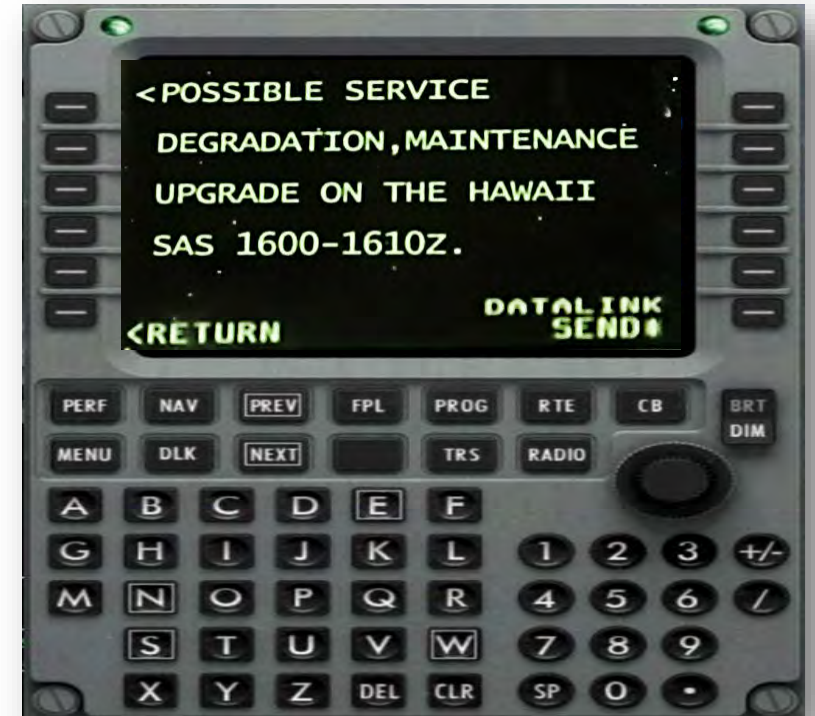 <POSSIBLE SERVICE
DEGRADATION,MAINTENANCE
UPGRADE ON THE HAWAII
SAS 1600-1610Z.
DATALINK
<RETURN SEND
PERF NAV PREV FPL PROG RTE CB BRT
DIM
MENU DLK NEXT TRS RADIO
A B C D E F
G H I J K L 1 2 3 +/-
M N O P Q R 4 5 6 /
S T U V W 7 8 9
X Y Z DEL CLR SP 0 •